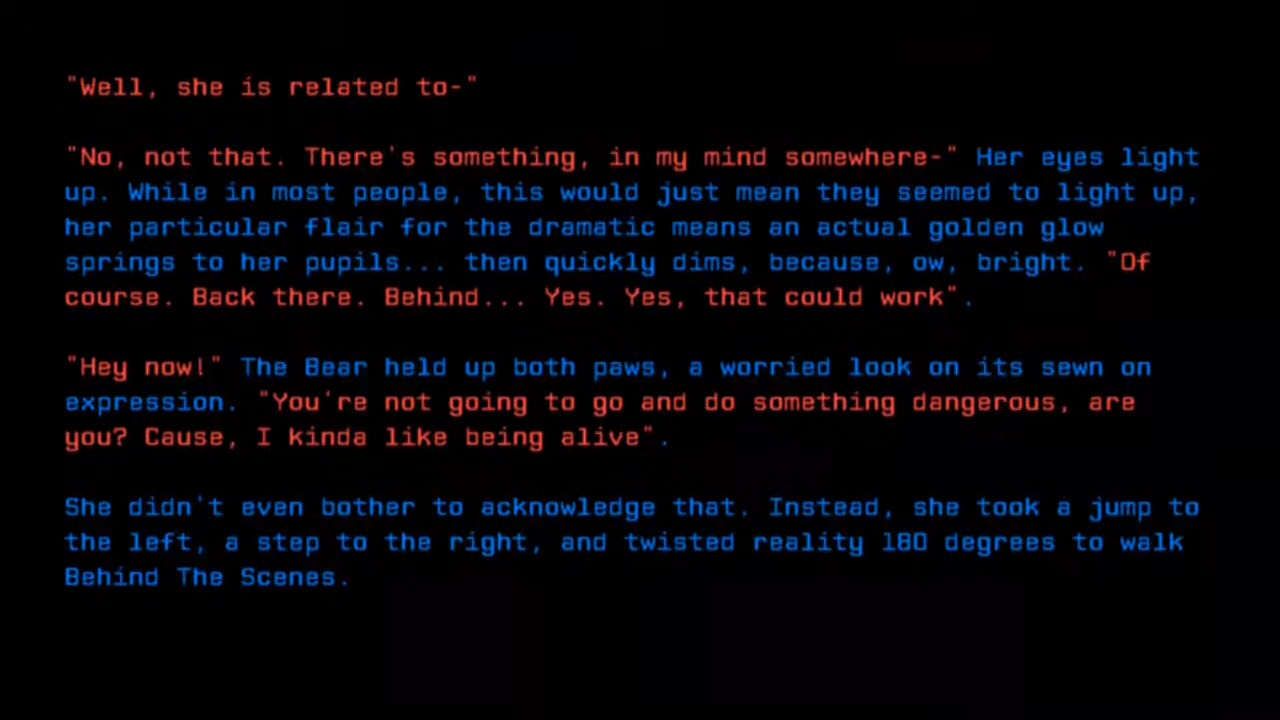 "Well, she is related to-"
"No, not that. There's something, in my mind somewhere-" Her eyes light
up. While in most people, this would just mean they seemed to light up,
her particular flair for the dramatic means an actual golden glow
springs to her pupils... then quickly dims, because, ow, bright. "Of
course. Back there. Behind... Yes. Yes, that could work".
"Hey now!" The Bear held up both paws, a worried look on its sewn on
expression. "You're not going to go and do something dangerous, are
you? Cause, I kinda like being alive".
She didn't even bother to acknowledge that. Instead, she took a jump to
the left, a step to the right, and twisted reality 180 degrees to walk
Behind The Scenes.